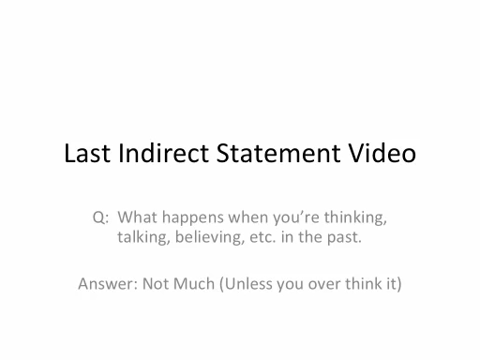 Last Indirect Statement Video
Q:  What happens when you're thinking,
talking, believing, etc. in the past.
Answer: Not Much (Unless you over think it)